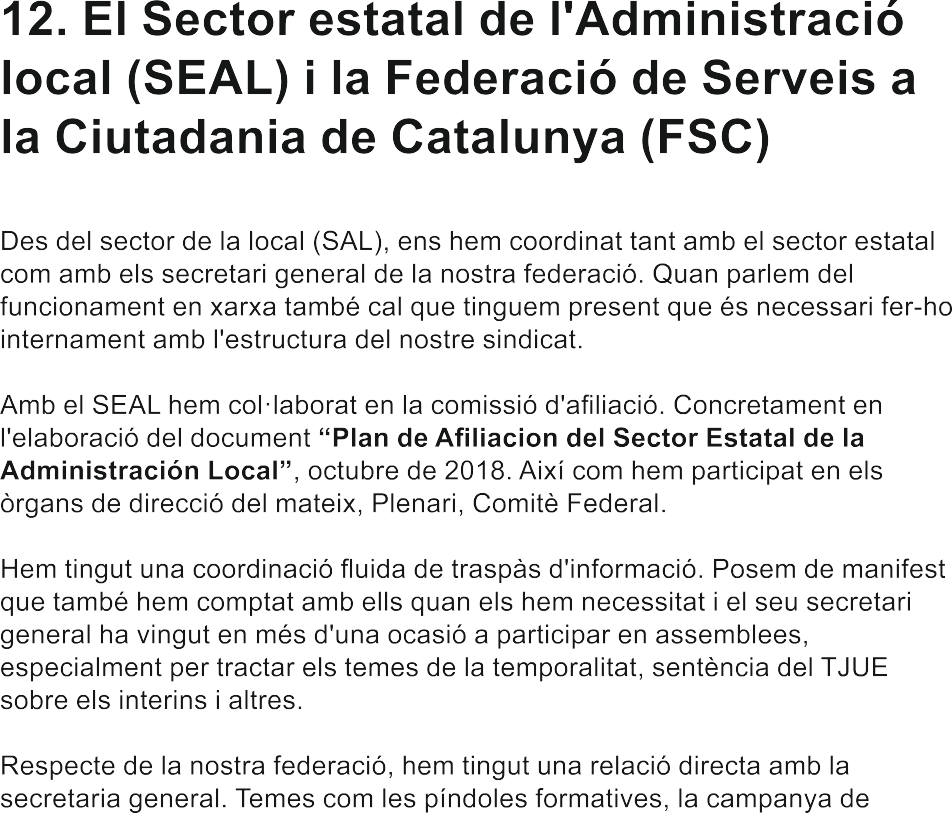 12. El Sector estatal de l'Administració
local (SEAL) i la Federació de Serveis a
la Ciutadania de Catalunya (FSC)
Des del sector de la local (SAL), ens hem coordinat tant amb el sector estatal
com amb els secretari general de la nostra federació. Quan parlem del
funcionament en xarxa també cal que tinguem present que és necessari fer-ho
internament amb l'estructura del nostre sindicat.
Amb el SEAL hem col·laborat en la comissió d'afiliació. Concretament en
l'elaboració del document “Plan de Afiliacion del Sector Estatal de la
Administración Local”, octubre de 2018. Així com hem participat en els
òrgans de direcció del mateix, Plenari, Comitè Federal.
Hem tingut una coordinació fluida de traspàs d'informació. Posem de manifest
que també hem comptat amb ells quan els hem necessitat i el seu secretari
general ha vingut en més d'una ocasió a participar en assemblees,
especialment per tractar els temes de la temporalitat, sentència del TJUE
sobre els interins i altres.
Respecte de la nostra federació, hem tingut una relació directa amb la
secretaria general. Temes com les píndoles formatives, la campanya de